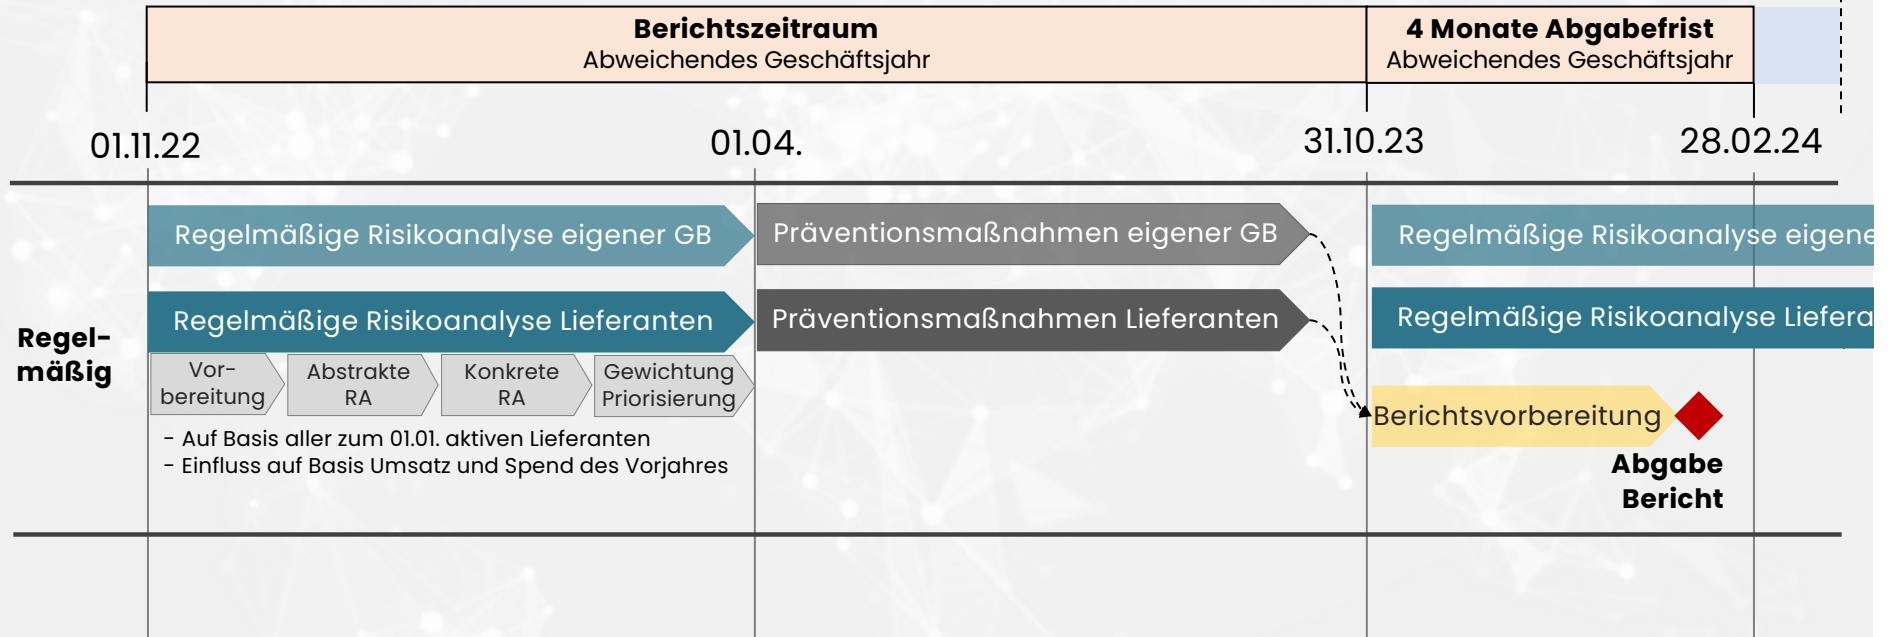 Berichtszeitraum
Abweichendes Geschäftsjahr
4 Monate Abgabefrist
Abweichendes Geschäftsjahr
01.11.22
01.04.
31.10.23
28.02.24
Regel-
mäßig
Regelmäßige Risikoanalyse eigener GB
Präventionsmaßnahmen eigener GB
Regelmäßige Risikoanalyse eigene
Regelmäßige Risikoanalyse Lieferanten
Präventionsmaßnahmen Lieferanten
Regelmäßige Risikoanalyse Liefera
Vor-
bereitung
Abstrakte
RA
Konkrete
RA
Gewichtung
Priorisierung
- Auf Basis aller zum 01.01. aktiven Lieferanten
- Einfluss auf Basis Umsatz und Spend des Vorjahres
Berichtsvorbereitung
Abgabe
Bericht